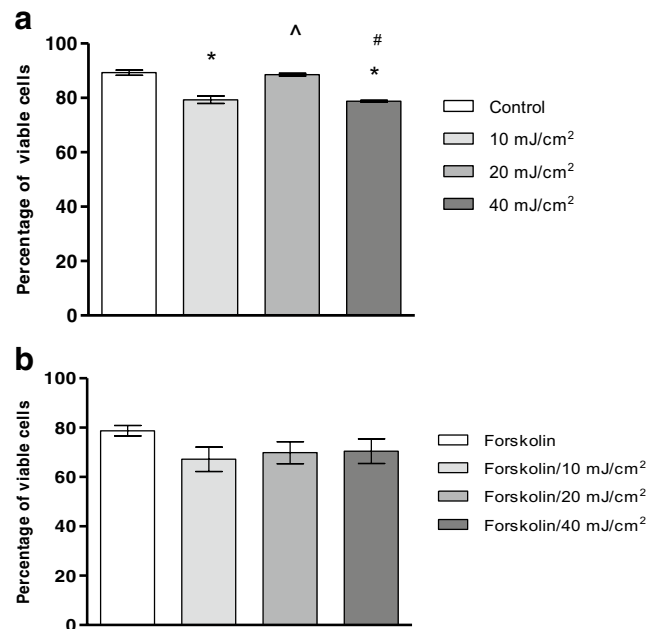 a
Percentage of viable cells
100
80
60
40
20
0
*
^
#
*
Control
10 mJ/cm²
20 mJ/cm²
40 mJ/cm²
b
Percentage of viable cells
100
80
60
40
20
0
Forskolin
Forskolin/10 mJ/cm²
Forskolin/20 mJ/cm²
Forskolin/40 mJ/cm²